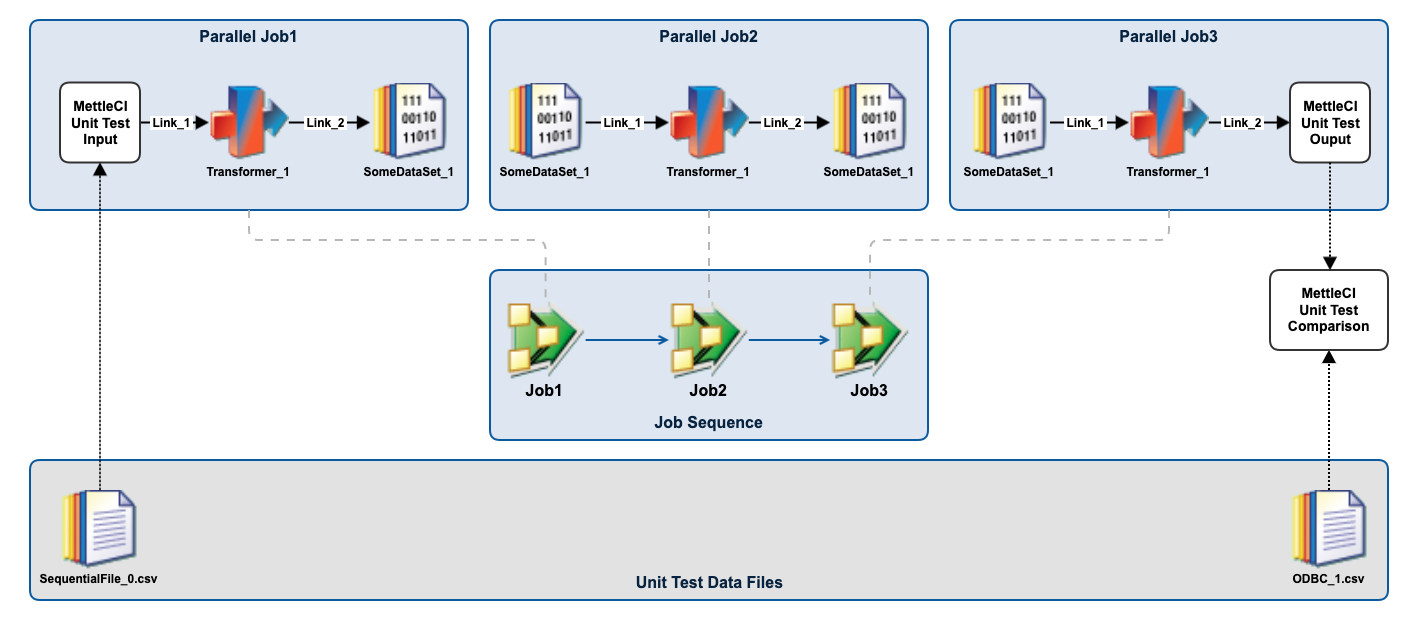 Parallel Job1
MettleCI
Unit Test
Input
Link_1
Link_2
Transformer_1
111
00110
11011
SomeDataSet_1
Parallel Job2
111
00110
11011
SomeDataSet_1
Link_1
Transformer_1
Link_2
111
00110
11011
SomeDataSet_1
Parallel Job3
111
00110
11011
SomeDataSet_1
Link_1
Transformer_1
Link_2
MettleCI
Unit Test
Ouput
Job1
Job2
Job3
Job Sequence
MettleCI
Unit Test
Comparison
SequentialFile_0.csv
Unit Test Data Files
ODBC_1.csv